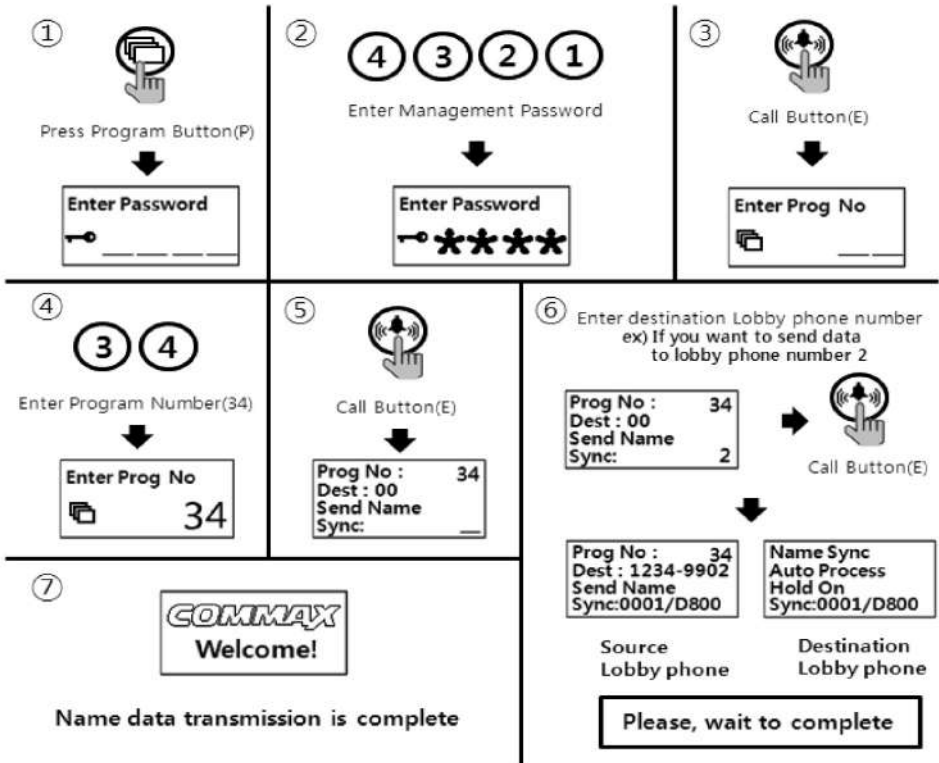 ①
Press Program Button(P)
Enter Password
②
4 3 2 1
Enter Management Password
Enter Password
③
Call Button(E)
Enter Prog No
④
3 4
Enter Program Number(34)
Enter Prog No
34
⑤
Call Button(E)
Prog No : 34
Dest : 00
Send Name
Sync: __
⑥
Enter destination Lobby phone number
ex) If you want to send data
to lobby phone number 2
Prog No : 34
Dest : 00
Send Name
Sync: 2
Call Button(E)
Prog No : 34
Dest : 1234-9902
Send Name
Sync:0001/D800
Name Sync
Auto Process
Hold On
Sync:0001/D800
Source
Lobby phone
Destination
Lobby phone
Please, wait to complete
⑦
COMMAX
Welcome!
Name data transmission is complete